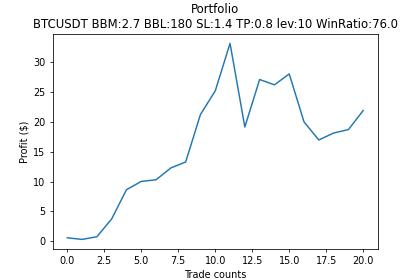 Portfolio
BTCUSDT BBM:2.7 BBL:180 SL:1.4 TP:0.8 lev:10 WinRatio:76.0
30
25
20
15
10
5
0
Profit ($)
0.0 2.5 5.0 7.5 10.0 12.5 15.0 17.5 20.0
Trade counts